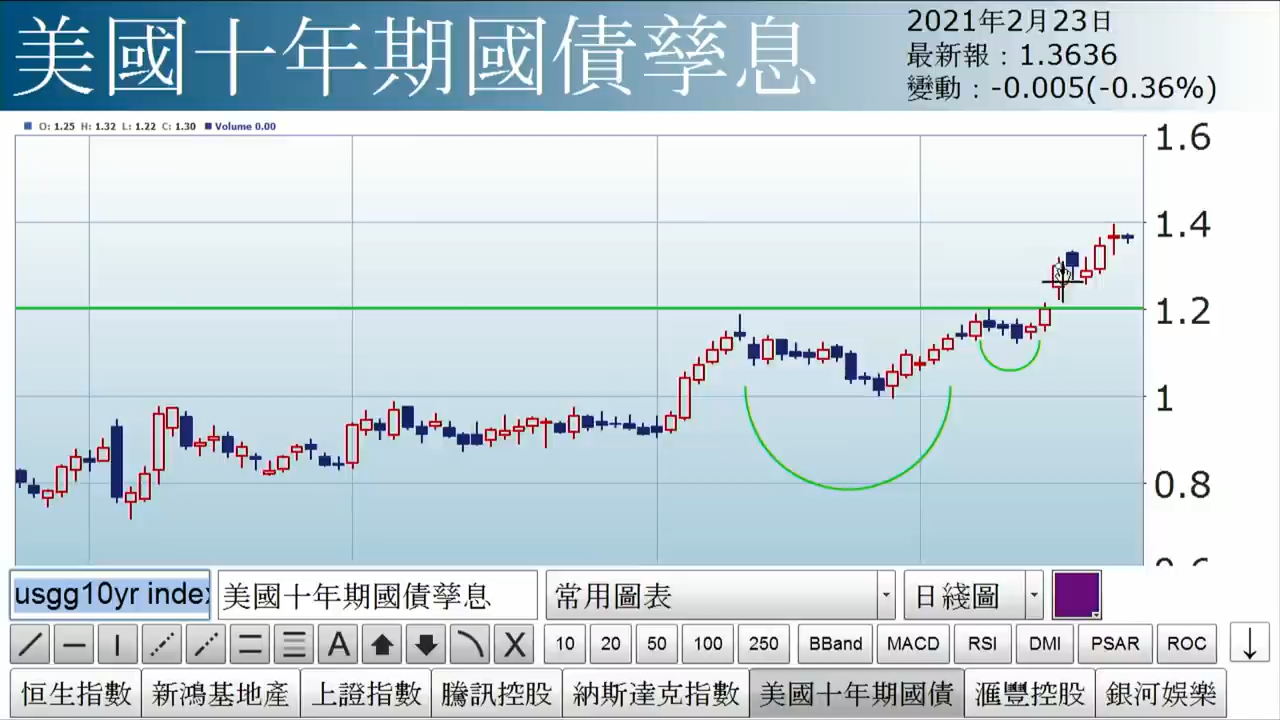 美國十年期國債孳息
2021年2月23日
最新報：1.3636
變動：-0.005(-0.36%)
O: 1.25 H: 1.32 L: 1.22 C: 1.30 Volume 0.00
1.6
1.4
1.2
1
0.8
usgg10yr index 美國十年期國債孳息 常用圖表 日綫圖
A X 10 20 50 100 250 BBand MACD RSI DMI PSAR ROC
恒生指數 新鴻基地產 上證指數 騰訊控股 納斯達克指數 美國十年期國債 滙豐控股 銀河娛樂